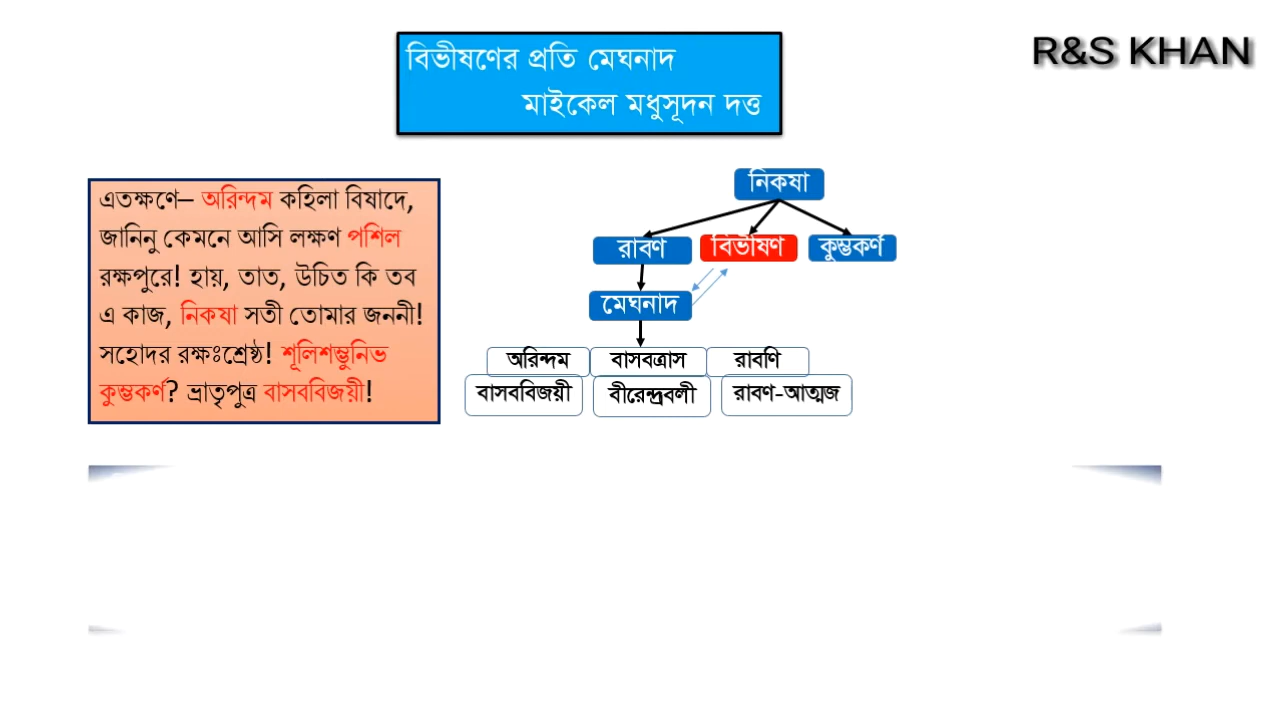 বিভীষণের প্রতি মেঘনাদ
মাইকেল মধুসূদন দত্ত
R&S KHAN
এতক্ষণে– অরিন্দম কহিলা বিষাদে,
জানিনু কেমনে আসি লক্ষণ পশিল
রক্ষপুরে! হায়, তাত, উচিত কি তব
এ কাজ, নিকষা সতী তোমার জননী!
সহোদর রক্ষঃশ্রেষ্ঠ! শূলিশম্ভুনিভ
কুম্ভকর্ণ? ভ্রাতৃপুত্র বাসববিজয়ী!
নিকষা
রাবণ
বিভীষণ
কুম্ভকর্ণ
মেঘনাদ
অরিন্দম
বাসবত্রাস
রাবণি
বাসববিজয়ী
বীরেন্দ্রবলী
রাবণ-আত্মজ